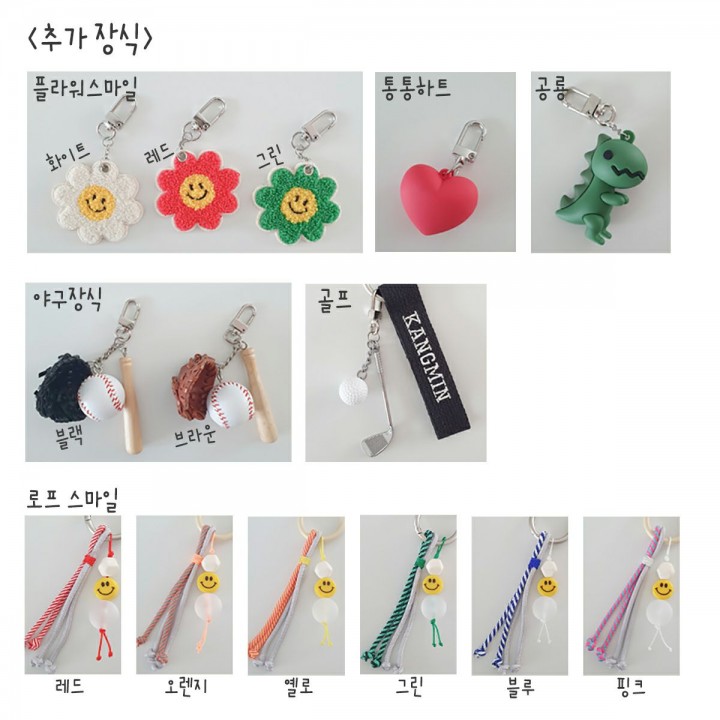 <추가 장식>
플라워스마일
통통하트
공룡
화이트
레드
그린
야구장식
골프
KANGMIN
블랙
브라운
로프 스마일
레드
오렌지
옐로
그린
블루
핑크